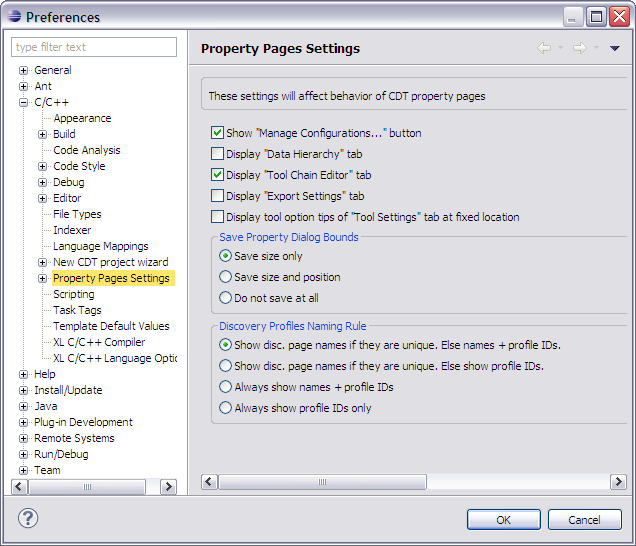 Preferences
type filter text
General
Ant
C/C++
Appearance
Build
Code Analysis
Code Style
Debug
Editor
File Types
Indexer
Language Mappings
New CDT project wizard
Property Pages Settings
Scripting
Task Tags
Template Default Values
XL C/C++ Compiler
XL C/C++ Language Optio
Help
Install/Update
Java
Plug-in Development
Remote Systems
Run/Debug
Team
Property Pages Settings
These settings will affect behavior of CDT property pages
Show "Manage Configurations..." button
Display "Data Hierarchy" tab
Display "Tool Chain Editor" tab
Display "Export Settings" tab
Display tool option tips of "Tool Settings" tab at fixed location
Save Property Dialog Bounds
Save size only
Save size and position
Do not save at all
Discovery Profiles Naming Rule
Show disc. page names if they are unique. Else names + profile IDs.
Show disc. page names if they are unique. Else show profile IDs.
Always show names + profile IDs
Always show profile IDs only
?
OK
Cancel